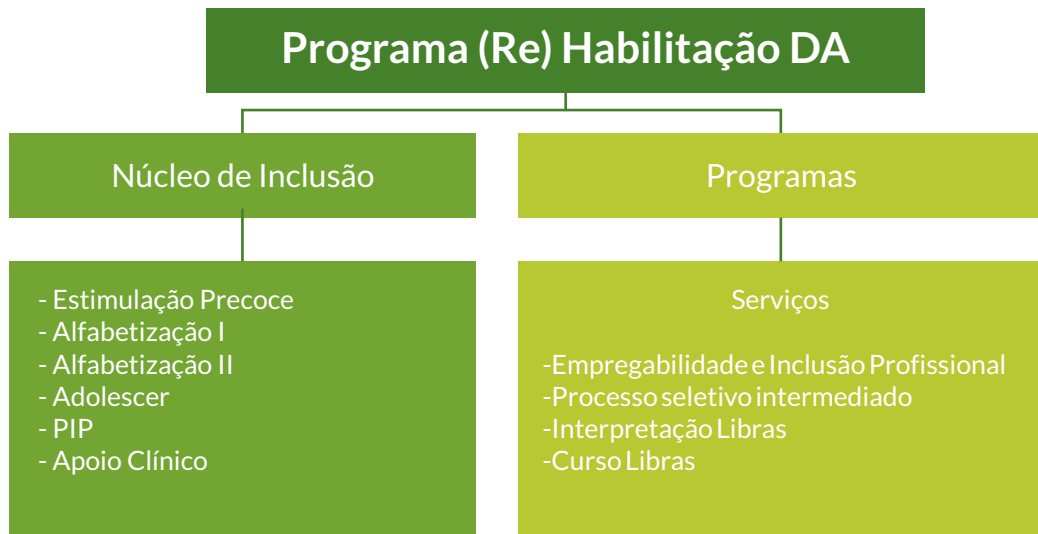 Programa (Re) Habilitação DA
Núcleo de Inclusão
Programas
- Estimulação Precoce
- Alfabetização I
- Alfabetização II
- Adolescer
- PIP
- Apoio Clínico
Serviços
-Empregabilidade e Inclusão Profissional
-Processo seletivo intermediado
-Interpretação Libras
-Curso Libras